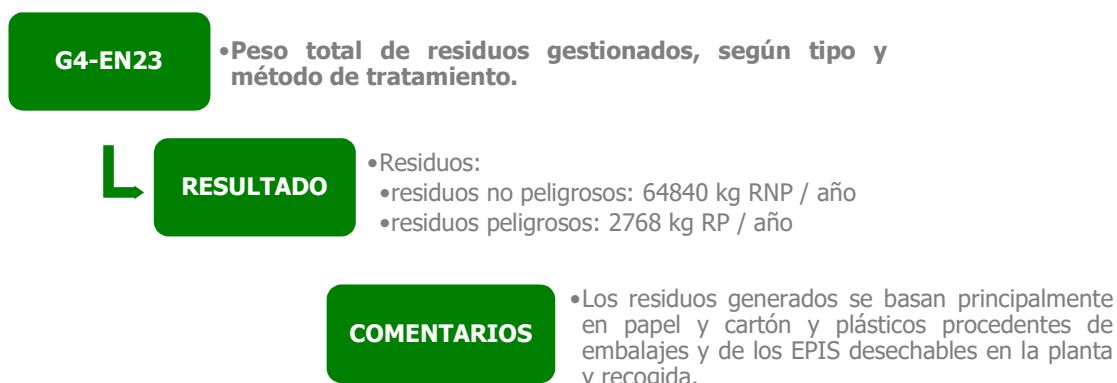 G4-EN23
•Peso total de residuos gestionados, según tipo y
método de tratamiento.
RESULTADO
•Residuos:
•residuos no peligrosos: 64840 kg RNP / año
•residuos peligrosos: 2768 kg RP / año
COMENTARIOS
•Los residuos generados se basan principalmente
en papel y cartón y plásticos procedentes de
embalajes y de los EPIS desechables en la planta
y recogida.